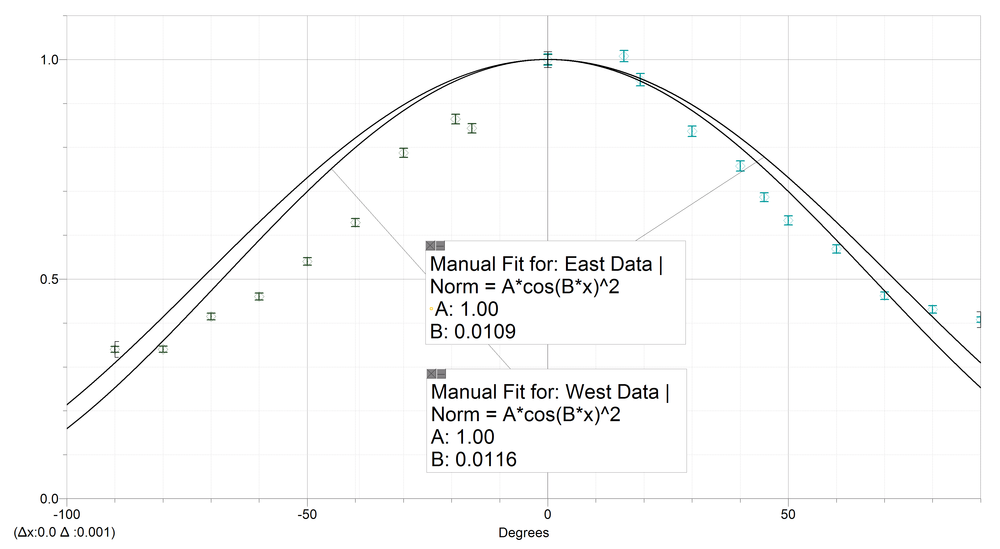 1.0
0.5
0.0
Manual Fit for: East Data |
Norm = A*cos(B*x)^2
A: 1.00
B: 0.0109
Manual Fit for: West Data |
Norm = A*cos(B*x)^2
A: 1.00
B: 0.0116
-100
-50
0
50
(Δx:0.0 Δ :0.001)
Degrees